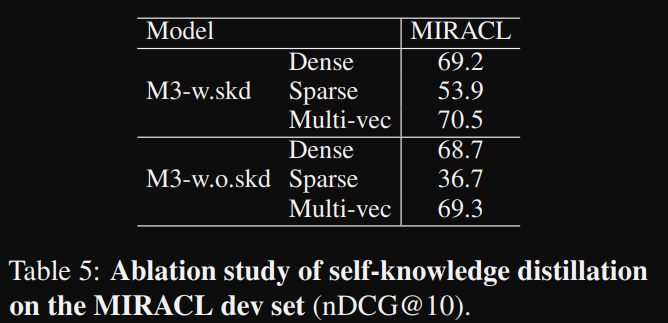 Model MIRACL
Dense 69.2
M3-w.skd Sparse 53.9
Multi-vec 70.5
Dense 68.7
M3-w.o.skd Sparse 36.7
Multi-vec 69.3
Table 5: Ablation study of self-knowledge distillation
on the MIRACL dev set (nDCG@10).